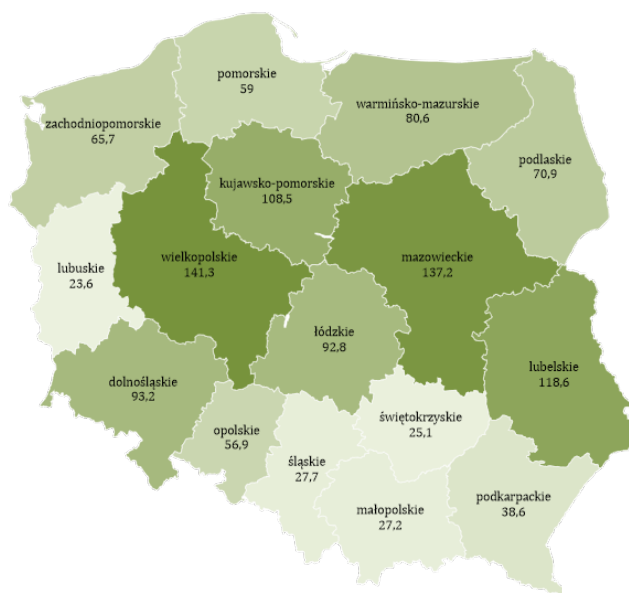 pomorskie
59
warmińsko-mazurskie
80,6
zachodniopomorskie
65,7
podlaskie
70,9
kujawsko-pomorskie
108,5
wielkopolskie
141,3
mazowieckie
137,2
lubuskie
23,6
łódzkie
92,8
lubelskie
118,6
dolnośląskie
93,2
świętokrzyskie
25,1
opolskie
56,9
śląskie
27,7
podkarpackie
38,6
małopolskie
27,2